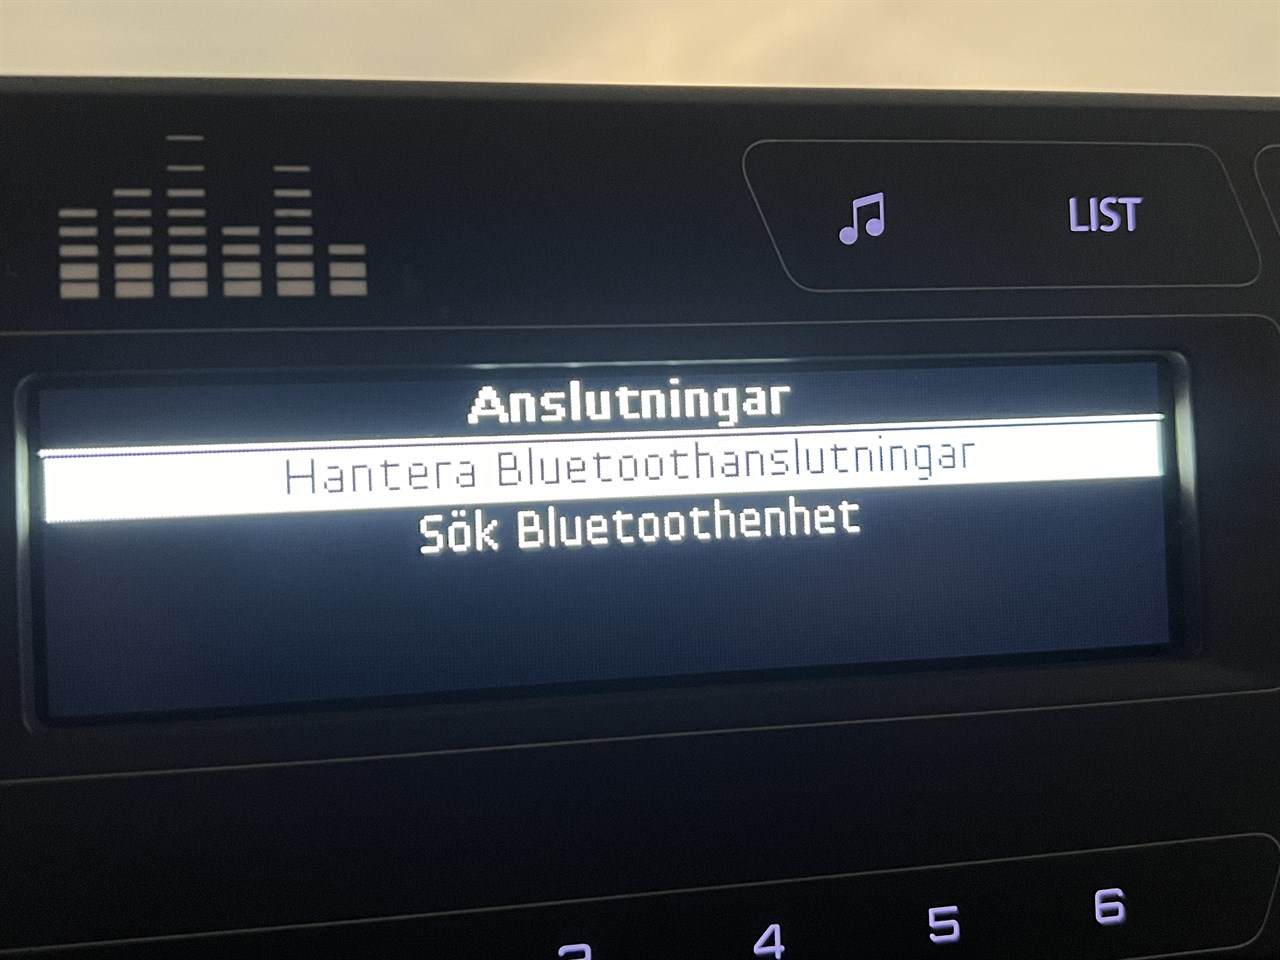 LIST
Anslutningar
Hantera Bluetoothanslutningar
Sök Bluetoothenhet
4
5
6